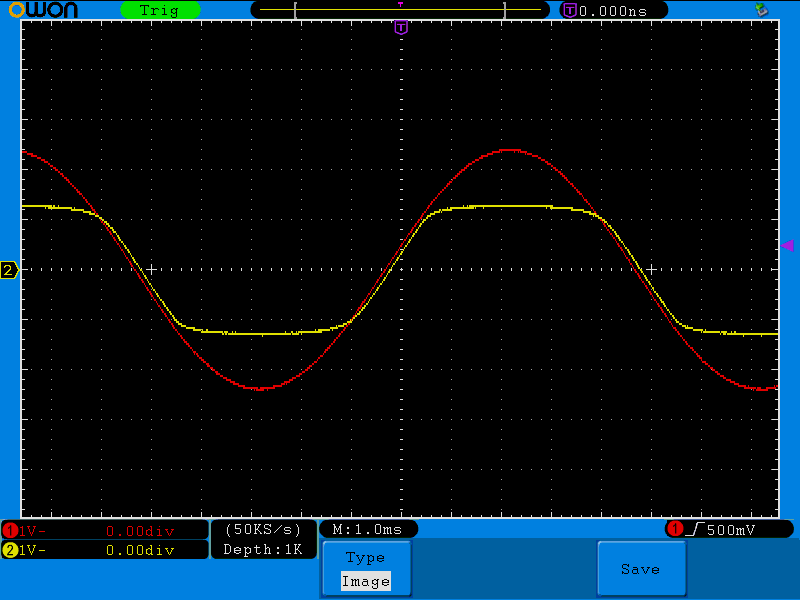 OWON Trig T 0.000ns
T
2
1 1V- 0.00div (50KS/s) M:1.0ms 1 500mV
2 1V- 0.00div Depth:1K
Type
Image
Save